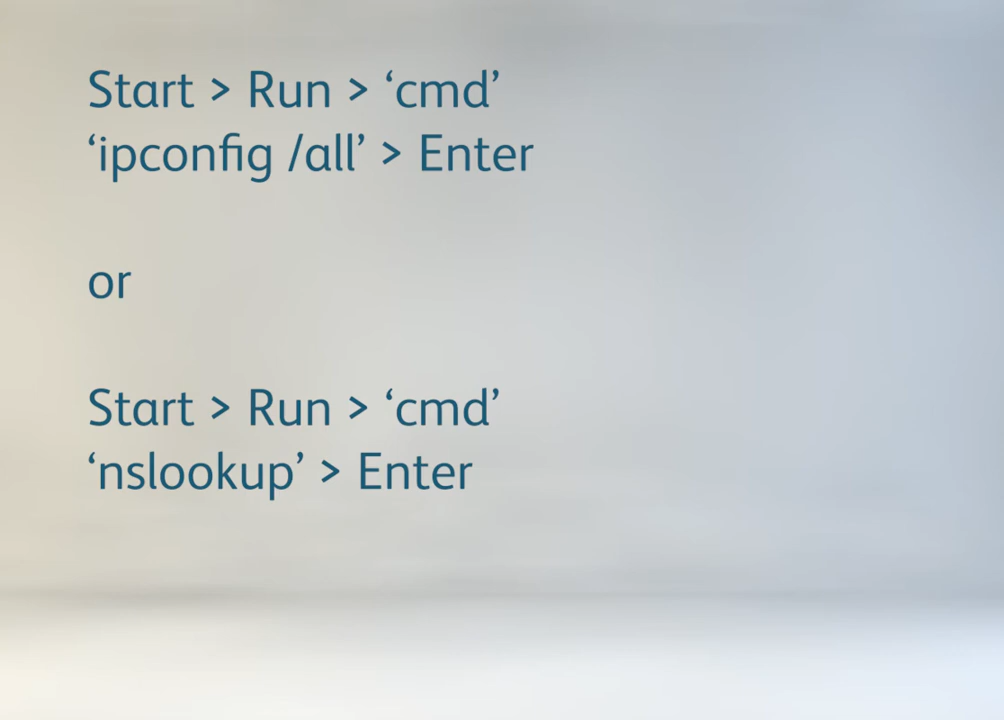 Start > Run > ‘cmd’
‘ipconfig /all’ > Enter
or
Start > Run > ‘cmd’
‘nslookup’ > Enter